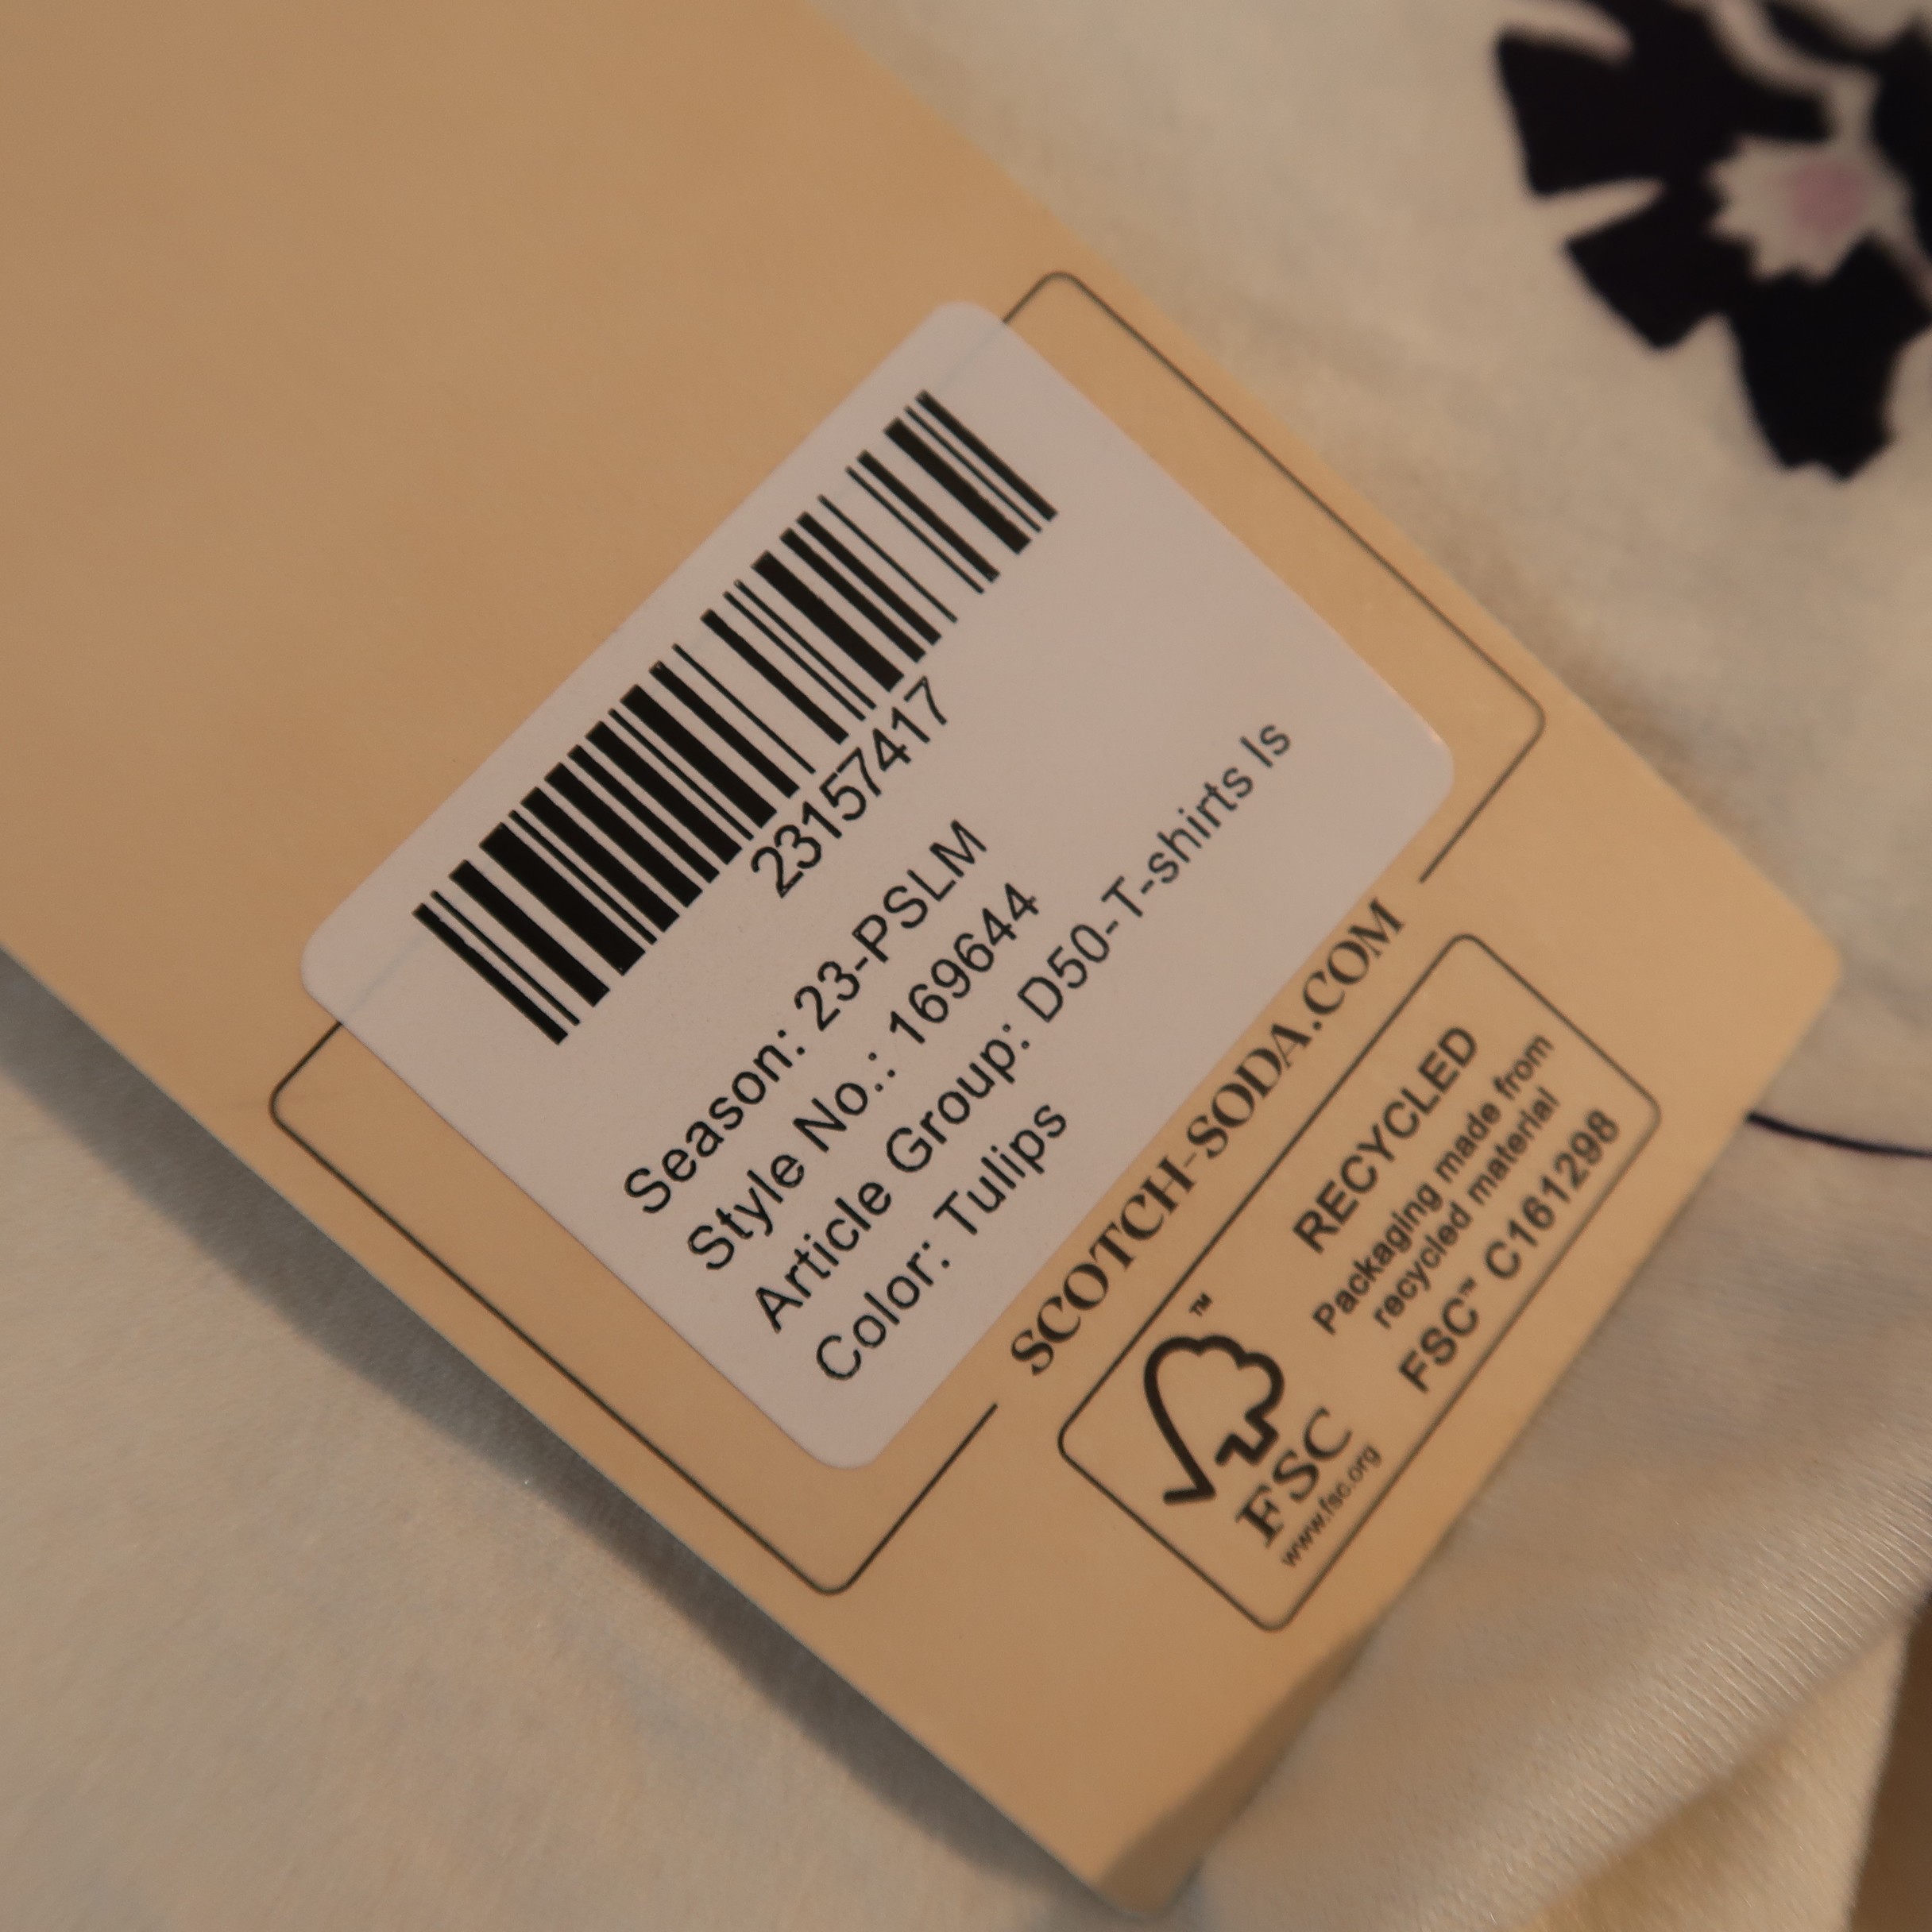 23157417
Season: 23-PSLM
Style No.: 169644
Article Group: D50-T-shirts ls
Color: Tulips
SCOTCH-SODA.COM
™
FSC
www.fsc.org
RECYCLED
Packaging made from
recycled material
FSC™ C161298